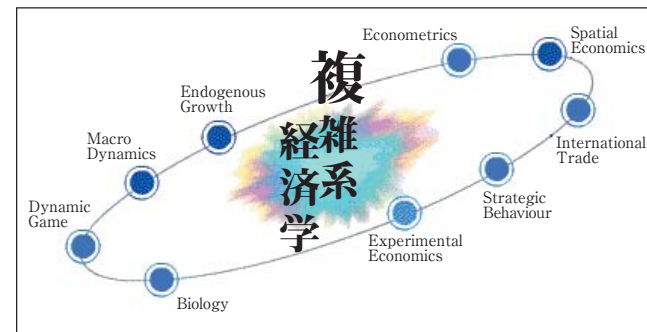 複雑系
経済学
Econometrics
Spatial
Economics
Endogenous
Growth
Macro
Dynamics
International
Trade
Dynamic
Game
Strategic
Behaviour
Experimental
Economics
Biology